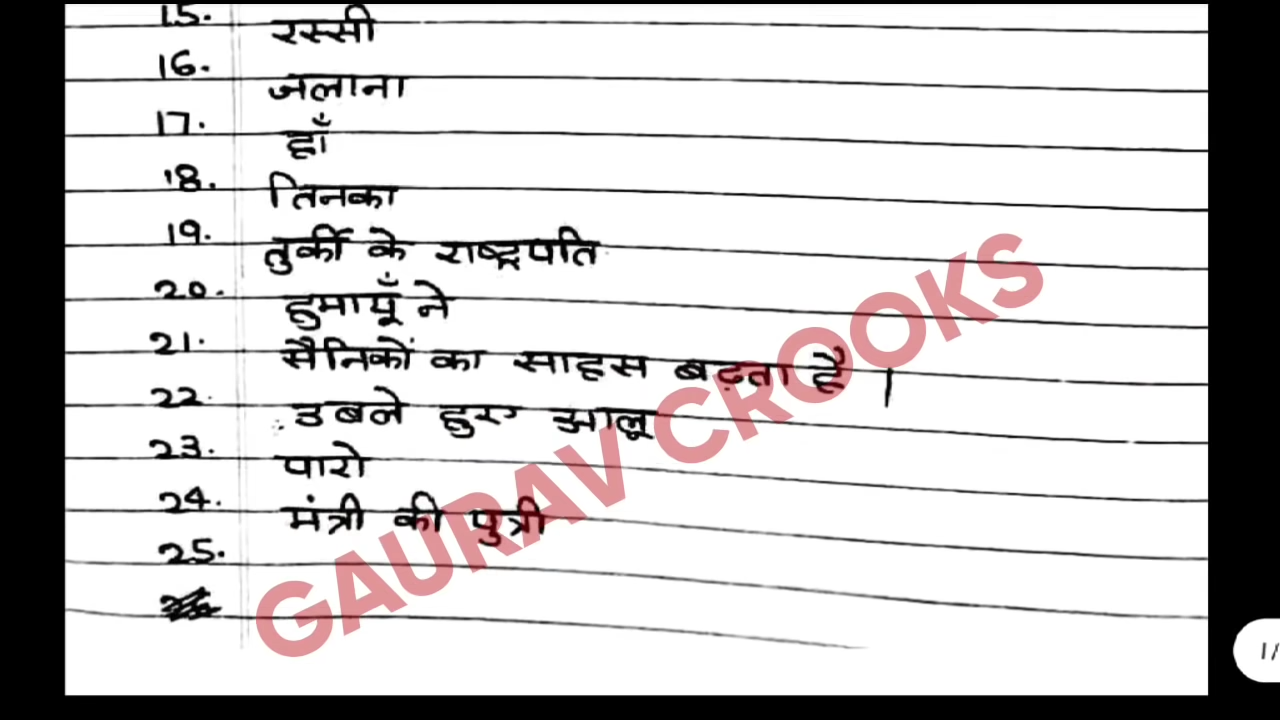 15. रस्सी
16. जलाना
17. हाँ
18. तिनका
19. तुर्की के राष्ट्रपति
20. हुमायूँ ने
21. सैनिकों का साहस बढ़ता है ।
22. उबले हुए आलू
23. पारो
24. मंत्री की पुत्री
25.
GAURAV CROOKS
1/